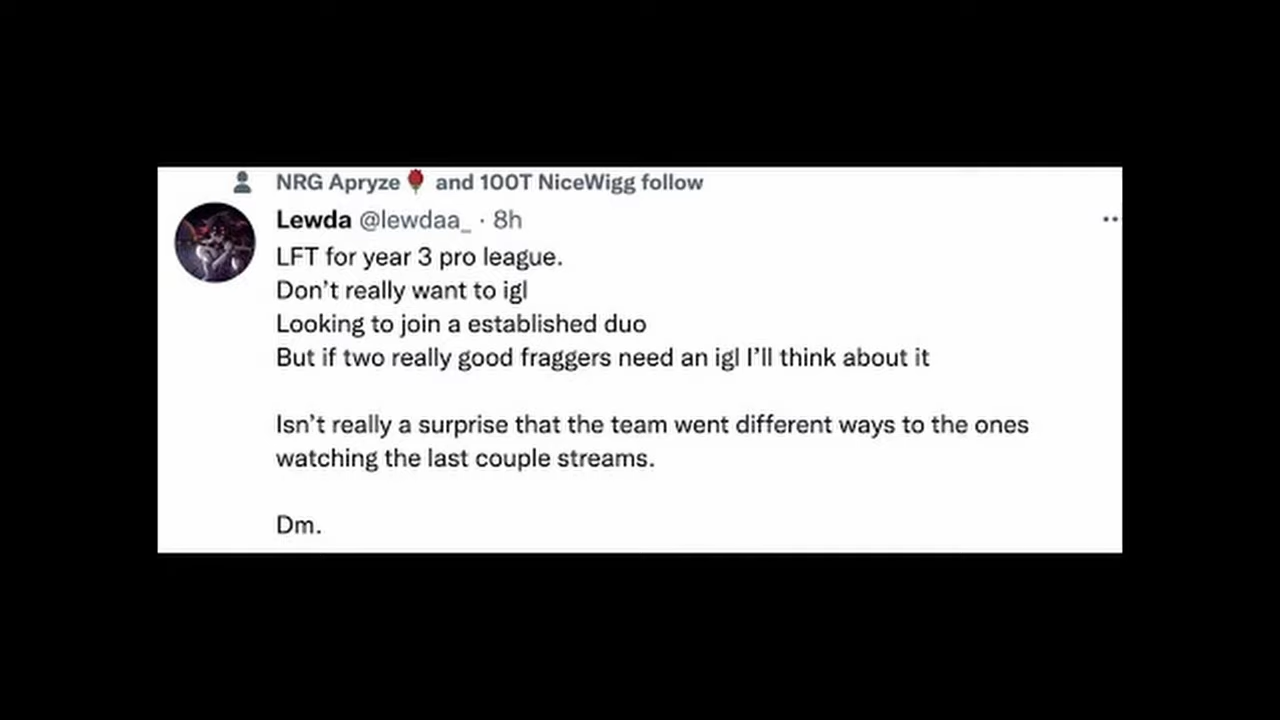 NRG Apryze🌹 and 100T NiceWigg follow
Lewda @lewdaa_ · 8h
LFT for year 3 pro league.
Don’t really want to igl
Looking to join a established duo
But if two really good fraggers need an igl I’ll think about it
Isn’t really a surprise that the team went different ways to the ones
watching the last couple streams.
Dm.